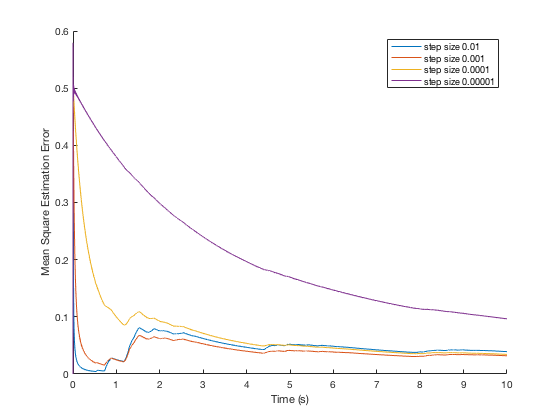 0.6
0.5
0.4
0.3
0.2
0.1
0
Mean Square Estimation Error
step size 0.01
step size 0.001
step size 0.0001
step size 0.00001
0 1 2 3 4 5 6 7 8 9 10
Time (s)